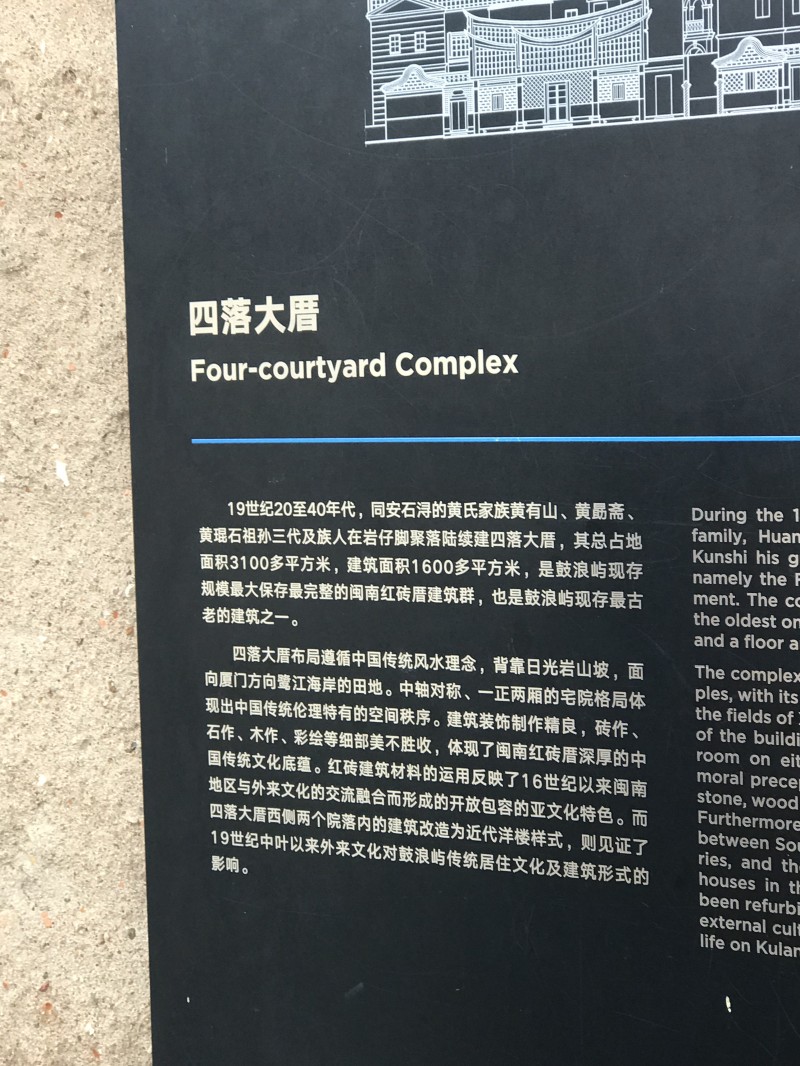 四落大厝
Four-courtyard Complex
19世纪20至40年代，同安石浔的黄氏家族黄有山、黄勗斋、
黄琨石祖孙三代及族人在岩仔脚聚落陆续建四落大厝，其总占地
面积3100多平方米，建筑面积1600多平方米，是鼓浪屿现存
规模最大保存最完整的闽南红砖厝建筑群，也是鼓浪屿现存最古
老的建筑之一。
四落大厝布局遵循中国传统风水理念，背靠日光岩山坡，面
向厦门方向鹭江海岸的田地。中轴对称、一正两厢的宅院格局体
现出中国传统伦理特有的空间秩序。建筑装饰制作精良，砖作、
石作、木作、彩绘等细部美不胜收，体现了闽南红砖厝深厚的中
国传统文化底蕴。红砖建筑材料的运用反映了16世纪以来闽南
地区与外来文化的交流融合而形成的开放包容的亚文化特色。而
四落大厝西侧两个院落内的建筑改造为近代洋楼样式，则见证了
19世纪中叶以来外来文化对鼓浪屿传统居住文化及建筑形式的
影响。
During the 1
family, Huan
Kunshi his g
namely the F
ment. The co
the oldest on
and a floor a
The complex
ples, with its
the fields of
of the buildi
room on eit
moral prece
stone, wood
Furthermore
between Sou
ries, and the
houses in th
been refurbi
external cult
life on Kulan